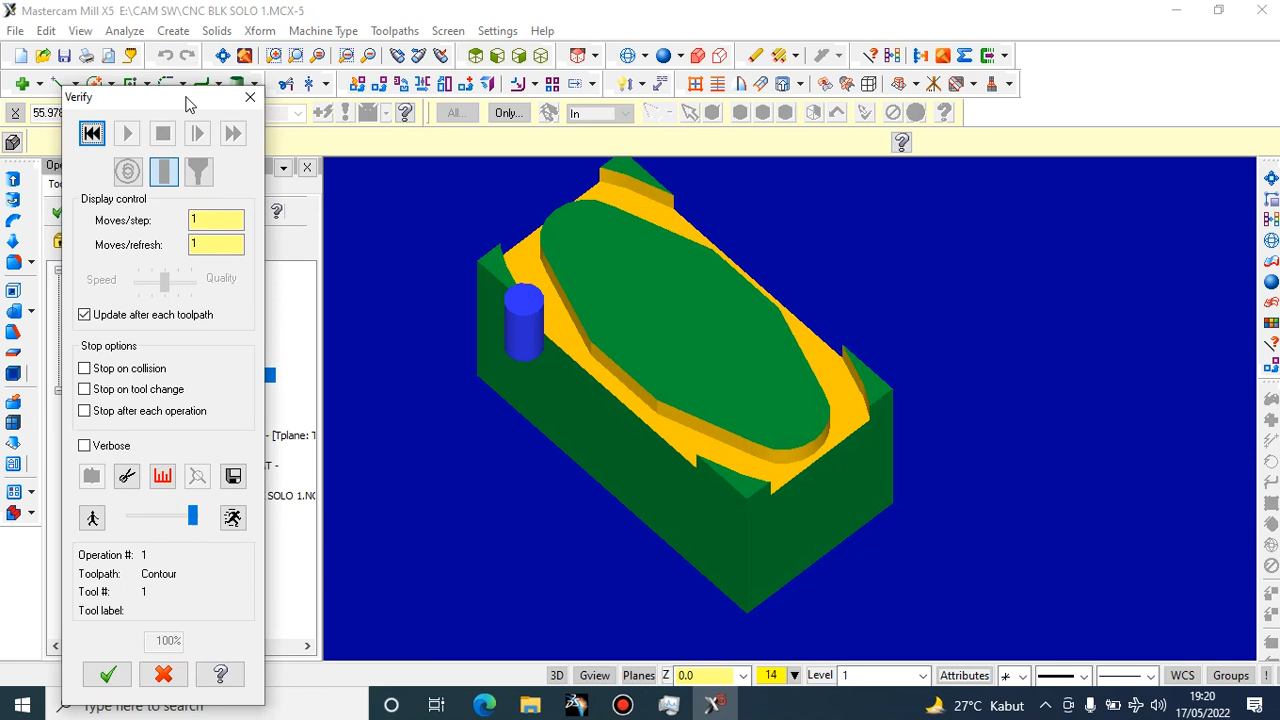 Mastercam Mill X5 E:\CAM SW\CNC BLK SOLO 1.MCX-5
File Edit View Analyze Create Solids Xform Machine Type Toolpaths Screen Settings Help
Verify
55.978
All...
Only...
In
Display control
Moves/step: 1
Moves/refresh: 1
Speed Quality
Update after each toolpath
Stop options
Stop on collision
Stop on tool change
Stop after each operation
- [Tplane: T
Verbose
AT -
SOLO 1.NC
Operation #: 1
Toolpath: Contour
Tool #: 1
Tool label:
100%
3D Gview Planes Z 0.0 14 Level 1 Attributes WCS Groups !
Type here to search
27°C Kabut
19:20
17/05/2022